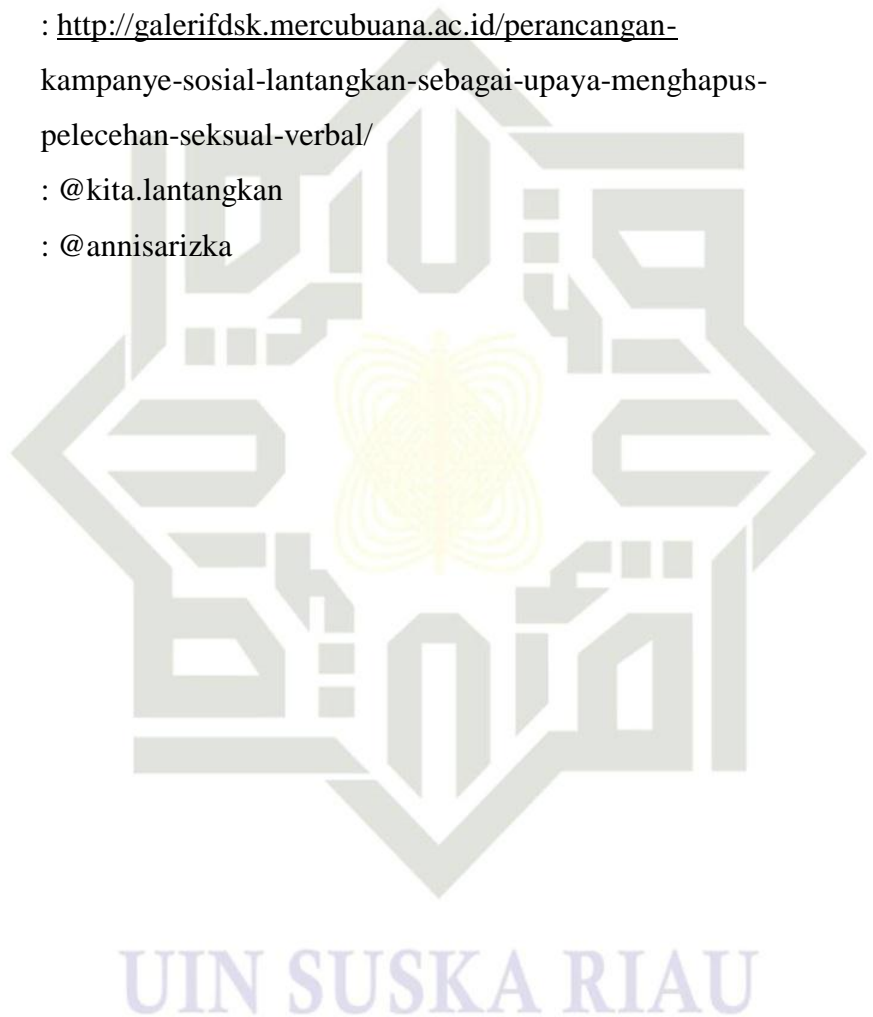 : http://galerifdsk.mercubuana.ac.id/perancangan-
kampanye-sosial-lantangkan-sebagai-upaya-menghapus-
pelecehan-seksual-verbal/
: @kita.lantangkan
: @annisarizka
UIN SUSKA RIAU